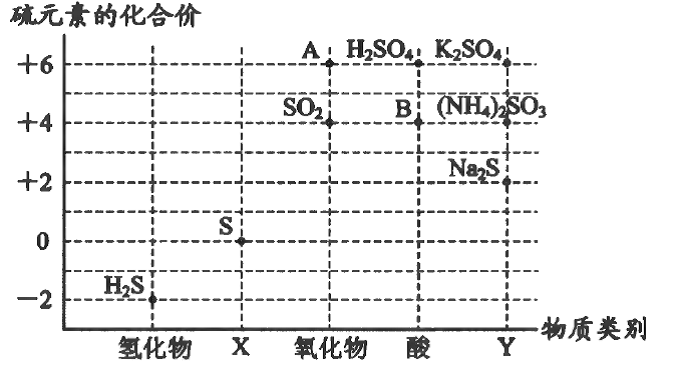 硫元素的化合价
+6 A H₂SO₄ K₂SO₄
+4 SO₂ B (NH₄)₂SO₃
+2 Na₂S
0 S
−2 H₂S
物质类别
氢化物 X 氧化物 酸 Y